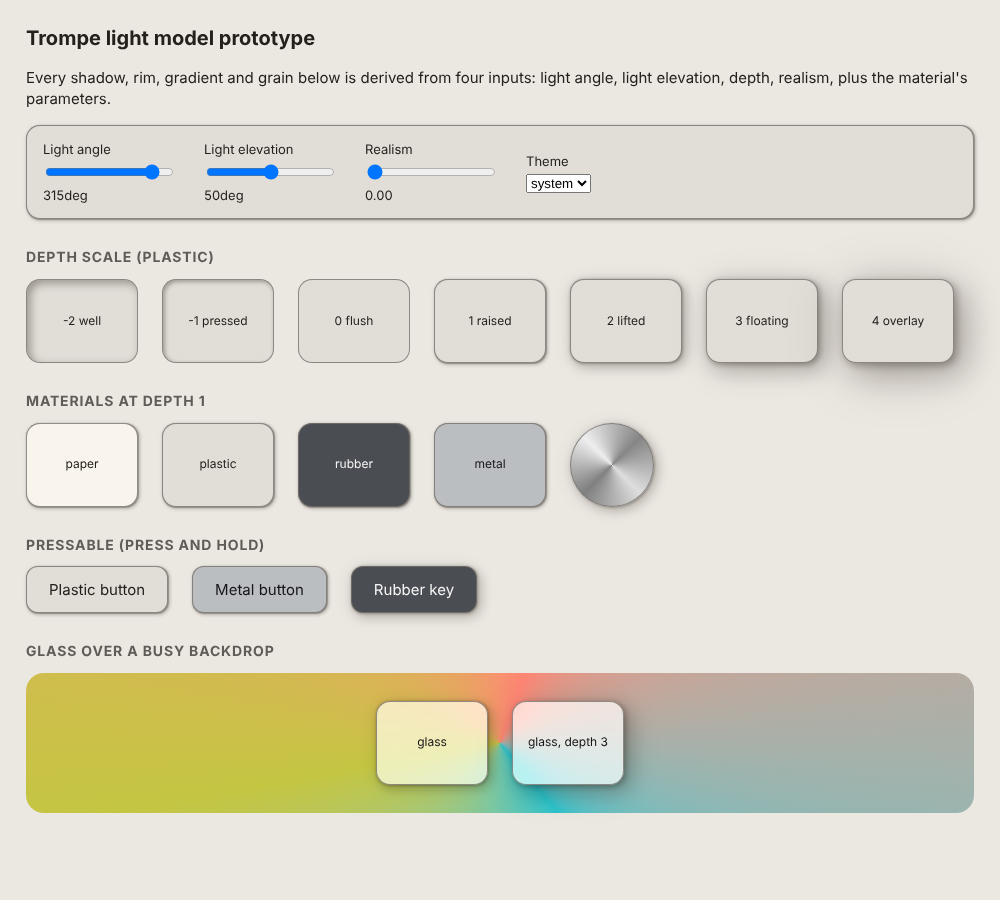 Trompe light model prototype
Every shadow, rim, gradient and grain below is derived from four inputs: light angle, light elevation, depth, realism, plus the material's
parameters.
Light angle
Light elevation
Realism
Theme
system
315deg
50deg
0.00
DEPTH SCALE (PLASTIC)
-2 well
-1 pressed
0 flush
1 raised
2 lifted
3 floating
4 overlay
MATERIALS AT DEPTH 1
paper
plastic
rubber
metal
PRESSABLE (PRESS AND HOLD)
Plastic button
Metal button
Rubber key
GLASS OVER A BUSY BACKDROP
glass
glass, depth 3